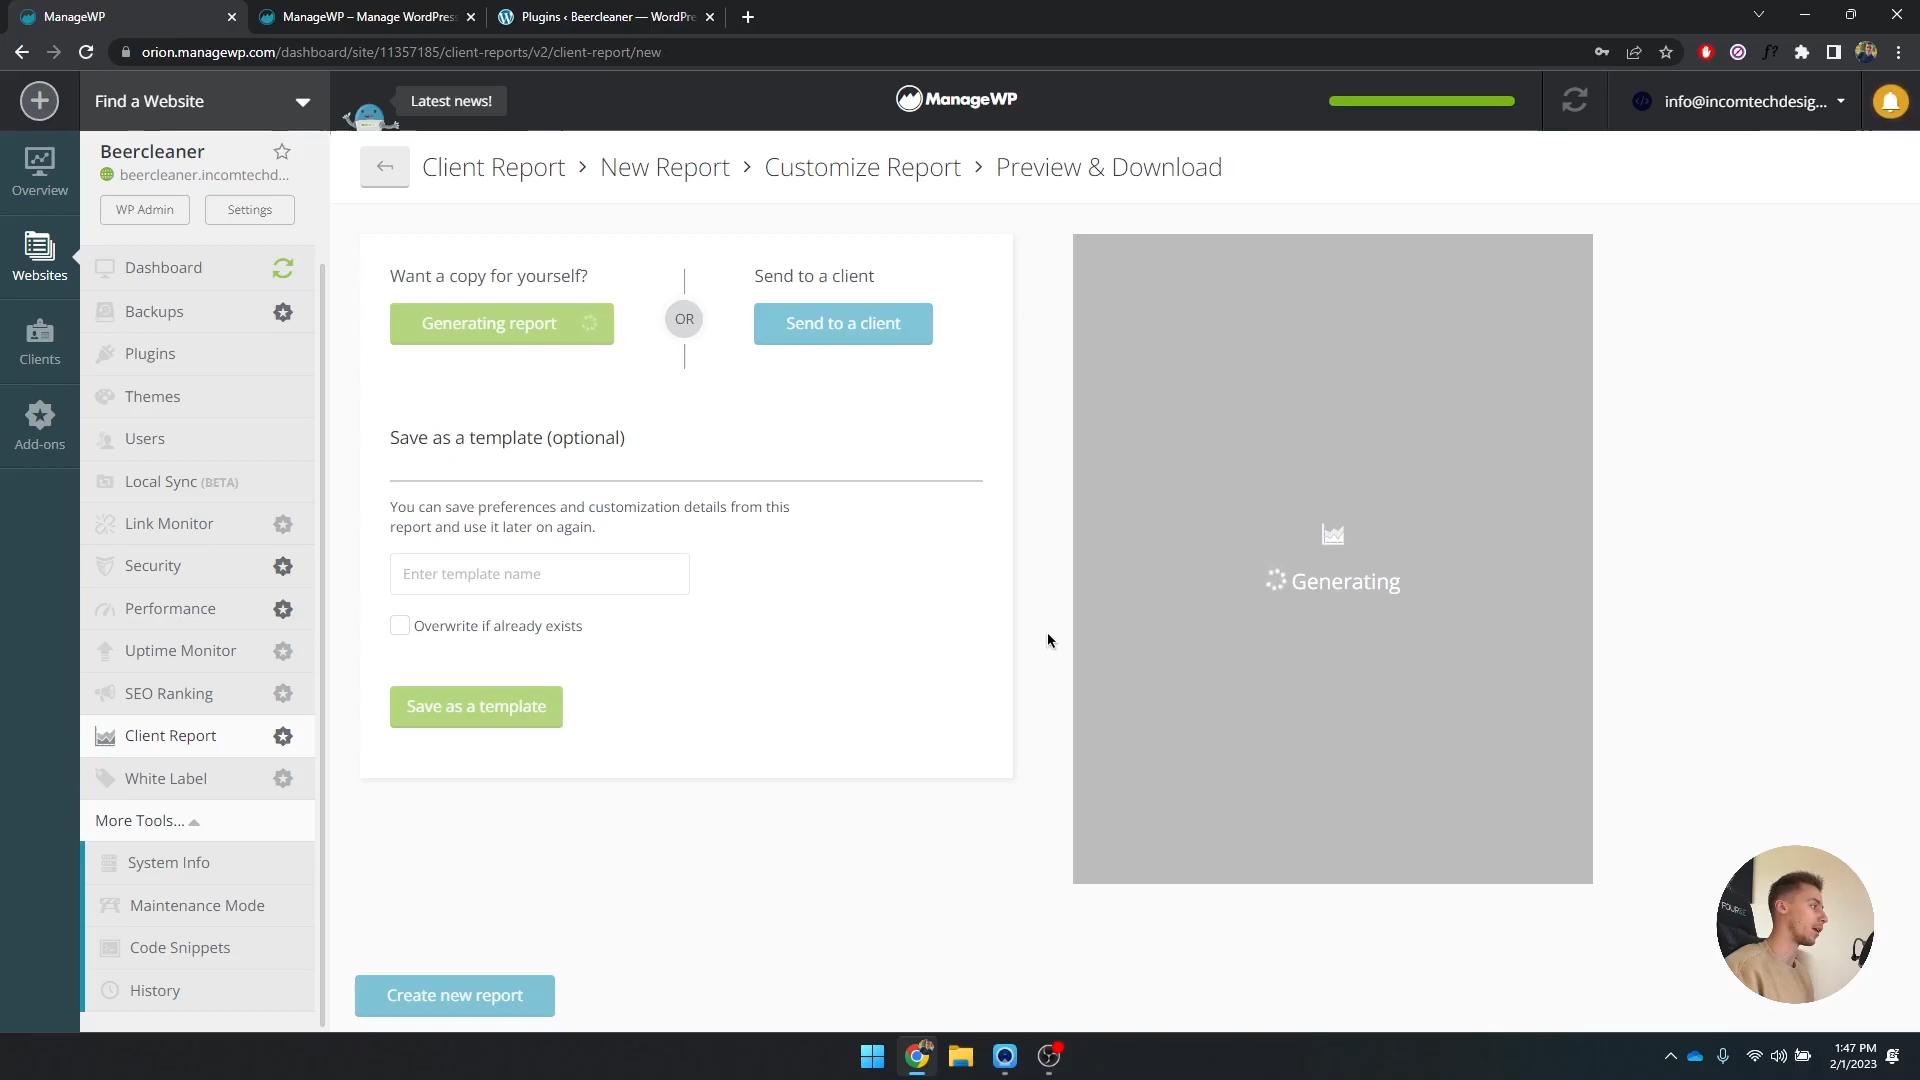 ManageWP
ManageWP – Manage WordPress
Plugins ‹ Beercleaner — WordPre
orion.managewp.com/dashboard/site/11357185/client-reports/v2/client-report/new
Find a Website
Latest news!
ManageWP
info@incomtechdesig...
Beercleaner
beercleaner.incomtechd...
WP Admin
Settings
Overview
Websites
Clients
Add-ons
Dashboard
Backups
Plugins
Themes
Users
Local Sync (BETA)
Link Monitor
Security
Performance
Uptime Monitor
SEO Ranking
Client Report
White Label
More Tools...
System Info
Maintenance Mode
Code Snippets
History
Client Report > New Report > Customize Report > Preview & Download
Want a copy for yourself?
Generating report
OR
Send to a client
Send to a client
Save as a template (optional)
You can save preferences and customization details from this
report and use it later on again.
Enter template name
Overwrite if already exists
Save as a template
Create new report
Generating
1:47 PM
2/1/2023